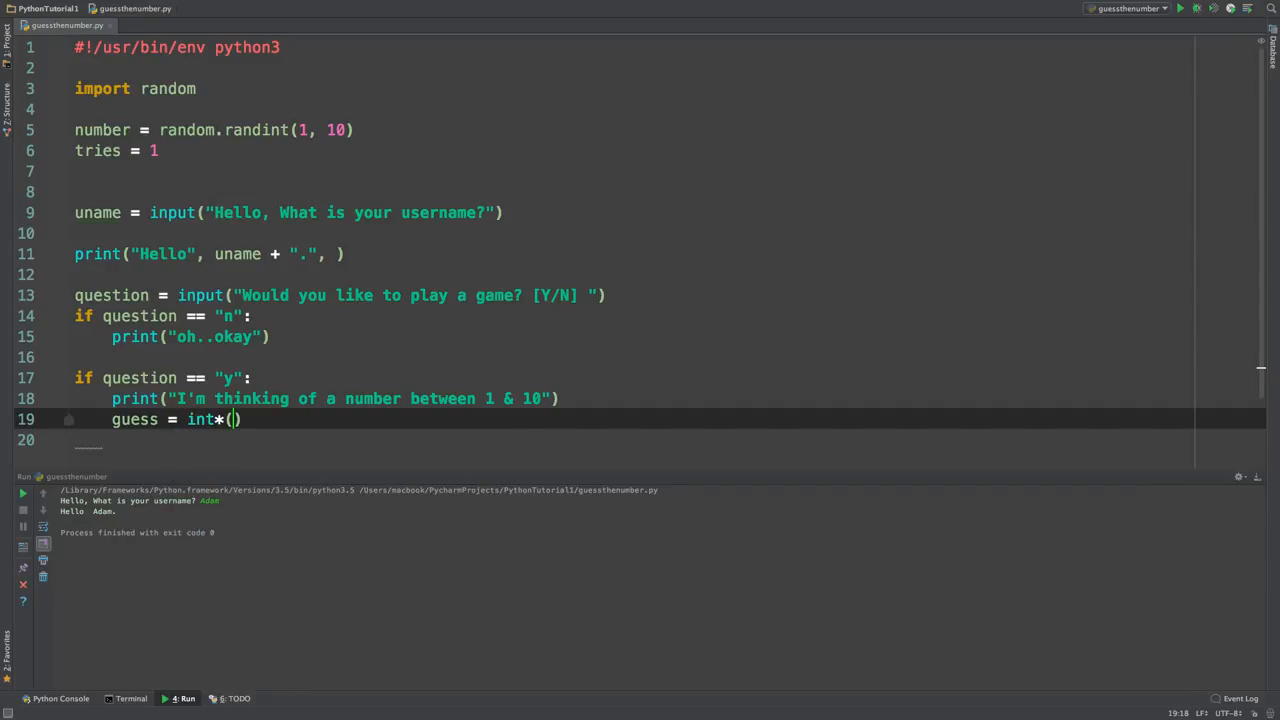 PythonTutorial1 guessthenumber.py guessthenumber
guessthenumber.py
1: Project
Z: Structure
2: Favorites
Database
1 #!/usr/bin/env python3
2
3 import random
4
5 number = random.randint(1, 10)
6 tries = 1
7
8
9 uname = input("Hello, What is your username?")
10
11 print("Hello", uname + ".", )
12
13 question = input("Would you like to play a game? [Y/N] ")
14 if question == "n":
15 print("oh..okay")
16
17 if question == "y":
18 print("I'm thinking of a number between 1 & 10")
19 guess = int*()
20
Run guessthenumber
/Library/Frameworks/Python.framework/Versions/3.5/bin/python3.5 /Users/macbook/PycharmProjects/PythonTutorial1/guessthenumber.py
Hello, What is your username? Adam
Hello Adam.
Process finished with exit code 0
Python Console Terminal 4: Run 6: TODO Event Log
19:18 LF÷ UTF-8÷